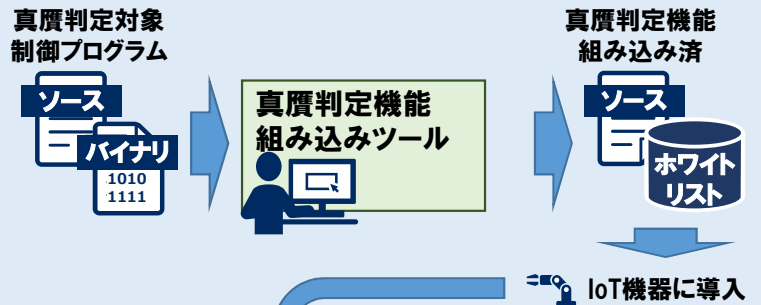 真贋判定対象
制御プログラム
ソース
バイナリ
1010
1111
真贋判定機能
組み込みツール
真贋判定機能
組み込み済
ソース
ホワイト
リスト
IoT機器に導入